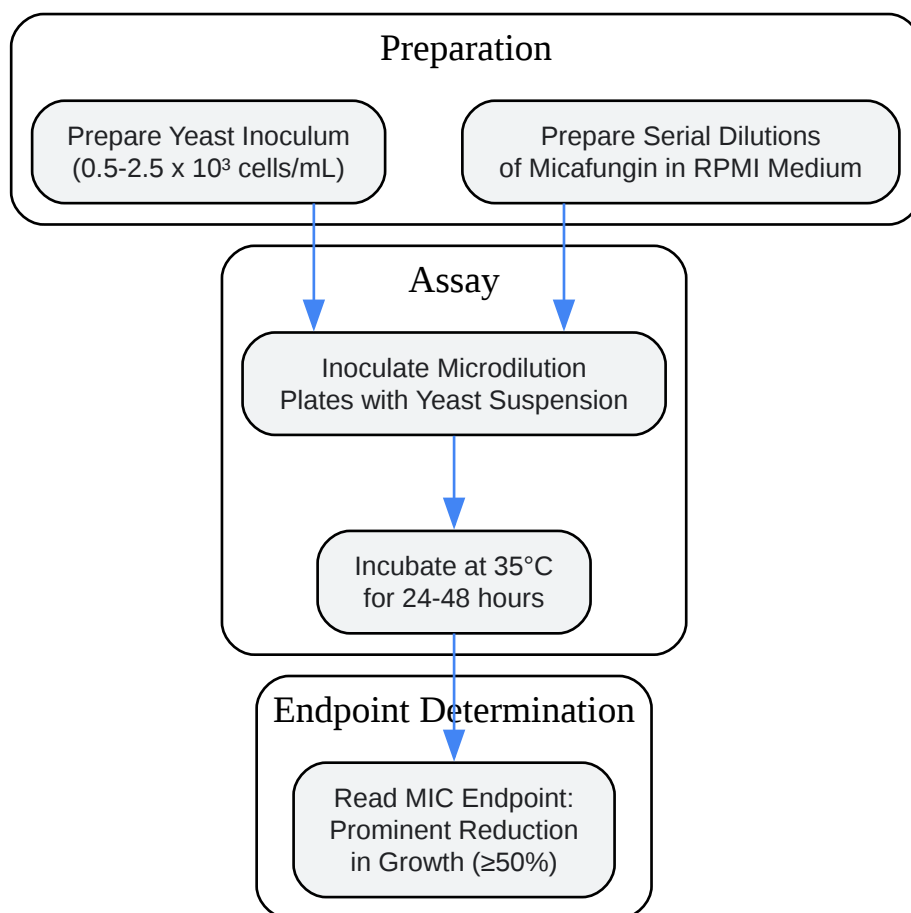 Preparation
Prepare Yeast Inoculum
(0.5-2.5 x 10³ cells/mL)
Prepare Serial Dilutions
of Micafungin in RPMI Medium
Assay
Inoculate Microdilution
Plates with Yeast Suspension
Incubate at 35°C
for 24-48 hours
Endpoint Determination
Read MIC Endpoint:
Prominent Reduction
in Growth (≥50%)